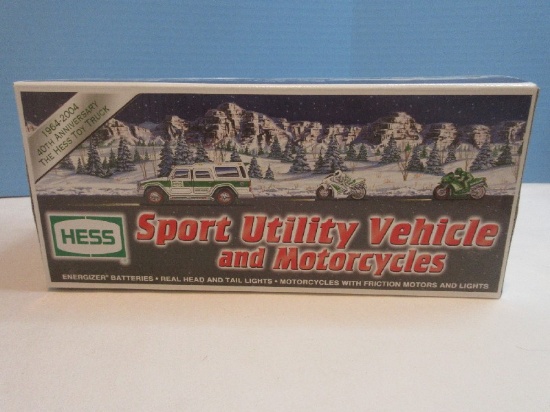 1964-2004
40TH ANNIVERSARY
THE HESS TOY TRUCK
HESS
Sport Utility Vehicle
and Motorcycles
ENERGIZER® BATTERIES • REAL HEAD AND TAIL LIGHTS • MOTORCYCLES WITH FRICTION MOTORS AND LIGHTS